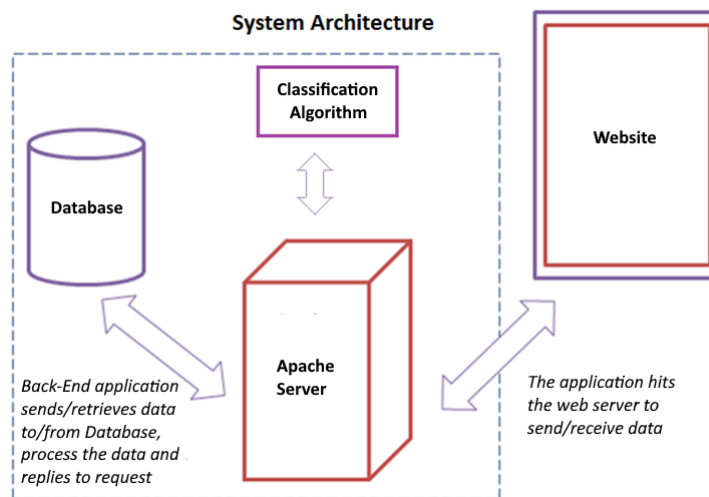 System Architecture
Classification
Algorithm
Website
Database
Apache
Server
Back-End application
sends/retrieves data
to/from Database,
process the data and
replies to request
The application hits
the web server to
send/receive data